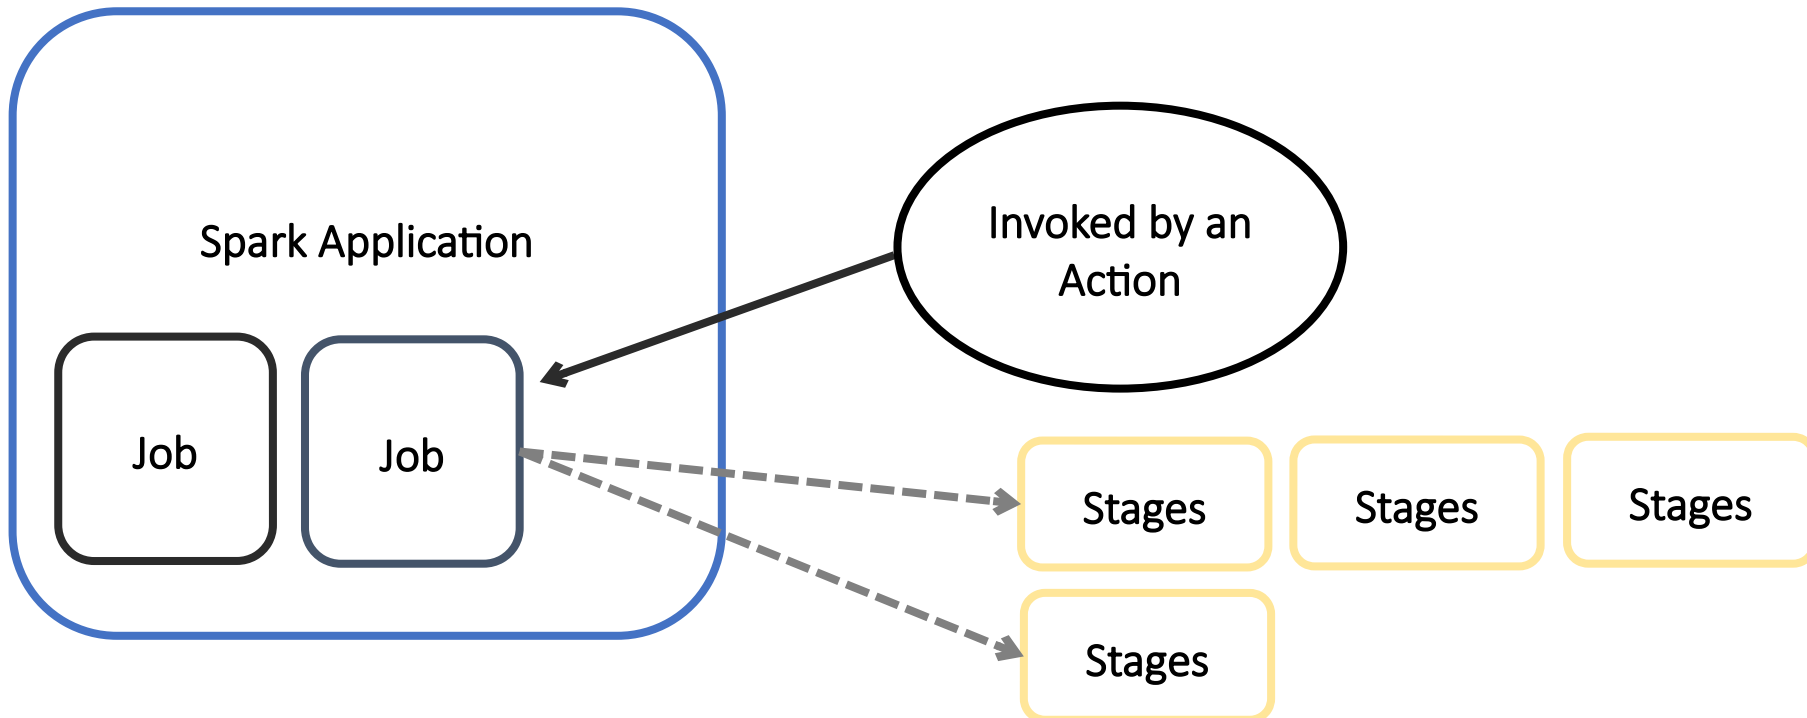 Spark Application
Invoked by an
Action
Job
Job
Stages
Stages
Stages
Stages